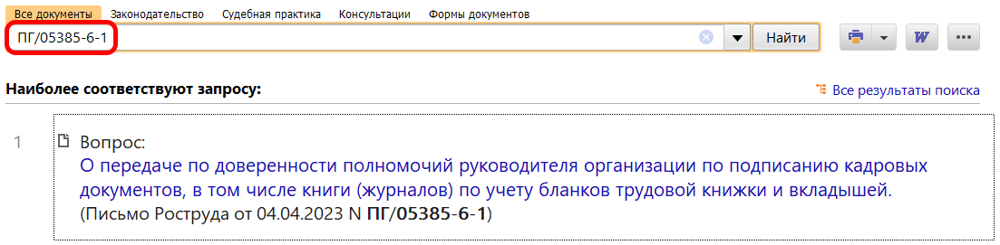 Все документы Законодательство Судебная практика Консультации Формы документов
ПГ/05385-6-1 Найти W
Наиболее соответствуют запросу: Все результаты поиска
1 Вопрос:
О передаче по доверенности полномочий руководителя организации по подписанию кадровых
документов, в том числе книги (журналов) по учету бланков трудовой книжки и вкладышей.
(Письмо Роструда от 04.04.2023 N ПГ/05385-6-1)